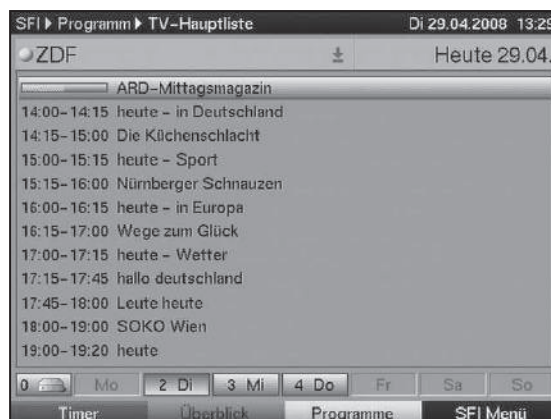 SFI ▶ Programm ▶ TV-Hauptliste Di 29.04.2008 13:29
ZDF Heute 29.04.
ARD-Mittagsmagazin
14:00-14:15 heute - in Deutschland
14:15-15:00 Die Küchenschlacht
15:00-15:15 heute - Sport
15:15-16:00 Nürnberger Schnauzen
16:00-16:15 heute - in Europa
16:15-17:00 Wege zum Glück
17:00-17:15 heute - Wetter
17:15-17:45 hallo deutschland
17:45-18:00 Leute heute
18:00-19:00 SOKO Wien
19:00-19:20 heute
0 Mo 2 Di 3 Mi 4 Do Fr Sa So
Timer Überblick Programme SFI Menü